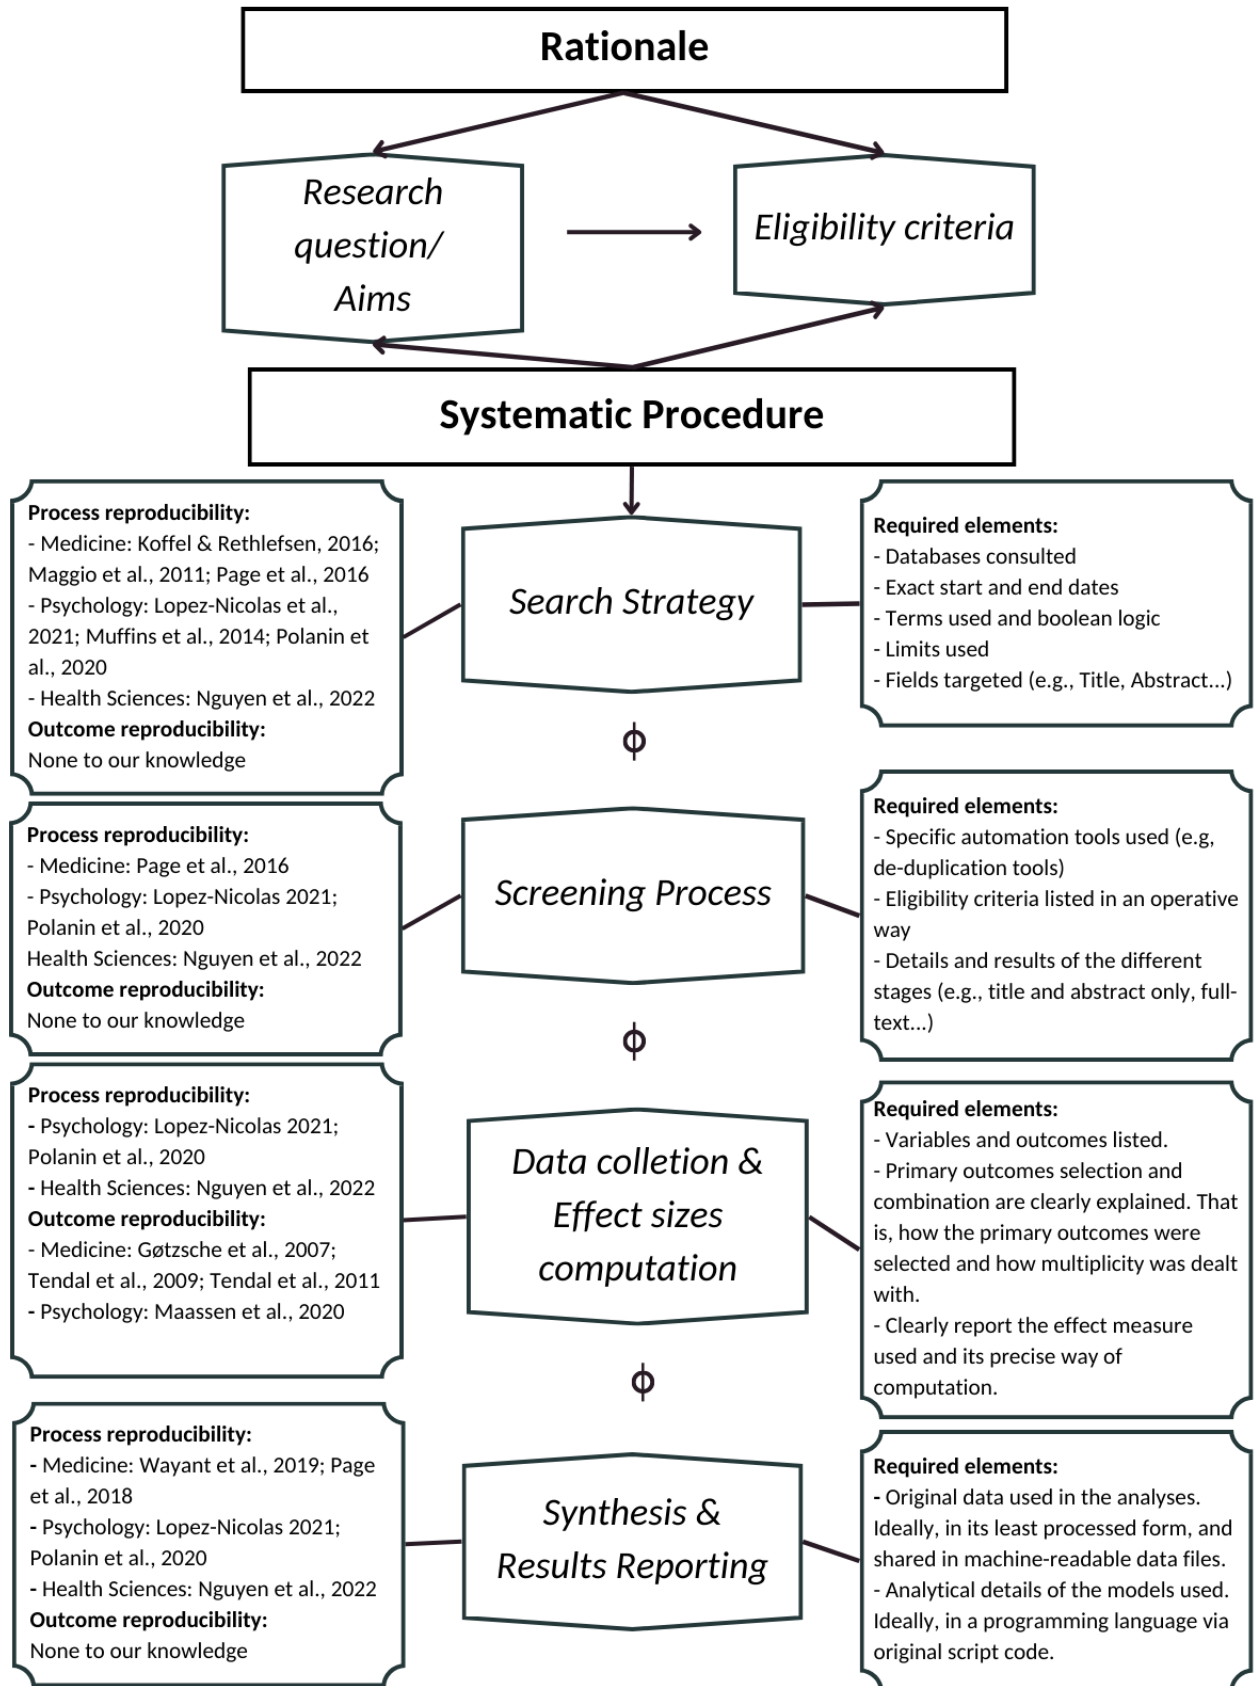 Rationale
Research
question/
Aims
Eligibility criteria
Systematic Procedure
Process reproducibility:
- Medicine: Koffel & Rethlefsen, 2016;
Maggio et al., 2011; Page et al., 2016
- Psychology: Lopez-Nicolas et al.,
2021; Muffins et al., 2014; Polanin et
al., 2020
- Health Sciences: Nguyen et al., 2022
Outcome reproducibility:
None to our knowledge
Search Strategy
Required elements:
- Databases consulted
- Exact start and end dates
- Terms used and boolean logic
- Limits used
- Fields targeted (e.g., Title, Abstract...)
ϕ
Process reproducibility:
- Medicine: Page et al., 2016
- Psychology: Lopez-Nicolas 2021;
Polanin et al., 2020
Health Sciences: Nguyen et al., 2022
Outcome reproducibility:
None to our knowledge
Screening Process
Required elements:
- Specific automation tools used (e.g,
de-duplication tools)
- Eligibility criteria listed in an operative
way
- Details and results of the different
stages (e.g., title and abstract only, full-
text...)
ϕ
Process reproducibility:
- Psychology: Lopez-Nicolas 2021;
Polanin et al., 2020
- Health Sciences: Nguyen et al., 2022
Outcome reproducibility:
- Medicine: Gøtzsche et al., 2007;
Tendal et al., 2009; Tendal et al., 2011
- Psychology: Maassen et al., 2020
Data colletion &
Effect sizes
computation
Required elements:
- Variables and outcomes listed.
- Primary outcomes selection and
combination are clearly explained. That
is, how the primary outcomes were
selected and how multiplicity was dealt
with.
- Clearly report the effect measure
used and its precise way of
computation.
ϕ
Process reproducibility:
- Medicine: Wayant et al., 2019; Page
et al., 2018
- Psychology: Lopez-Nicolas 2021;
Polanin et al., 2020
- Health Sciences: Nguyen et al., 2022
Outcome reproducibility:
None to our knowledge
Synthesis &
Results Reporting
Required elements:
- Original data used in the analyses.
Ideally, in its least processed form, and
shared in machine-readable data files.
- Analytical details of the models used.
Ideally, in a programming language via
original script code.